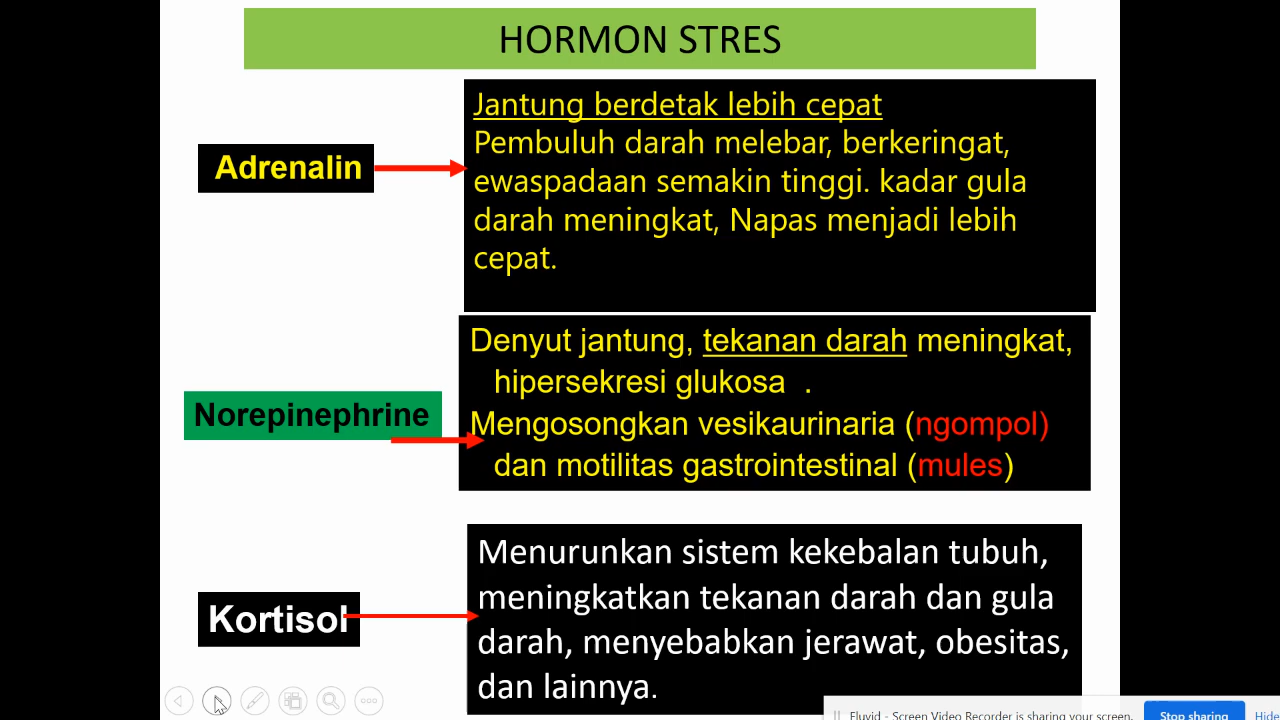 HORMON STRES
Adrenalin
Jantung berdetak lebih cepat
Pembuluh darah melebar, berkeringat,
ewaspadaan semakin tinggi. kadar gula
darah meningkat, Napas menjadi lebih
cepat.
Norepinephrine
Denyut jantung, tekanan darah meningkat,
hipersekresi glukosa .
Mengosongkan vesikaurinaria (ngompol)
dan motilitas gastrointestinal (mules)
Kortisol
Menurunkan sistem kekebalan tubuh,
meningkatkan tekanan darah dan gula
darah, menyebabkan jerawat, obesitas,
dan lainnya.
Fluvid - Screen Video Recorder is sharing your screen.
Stop sharing
Hide